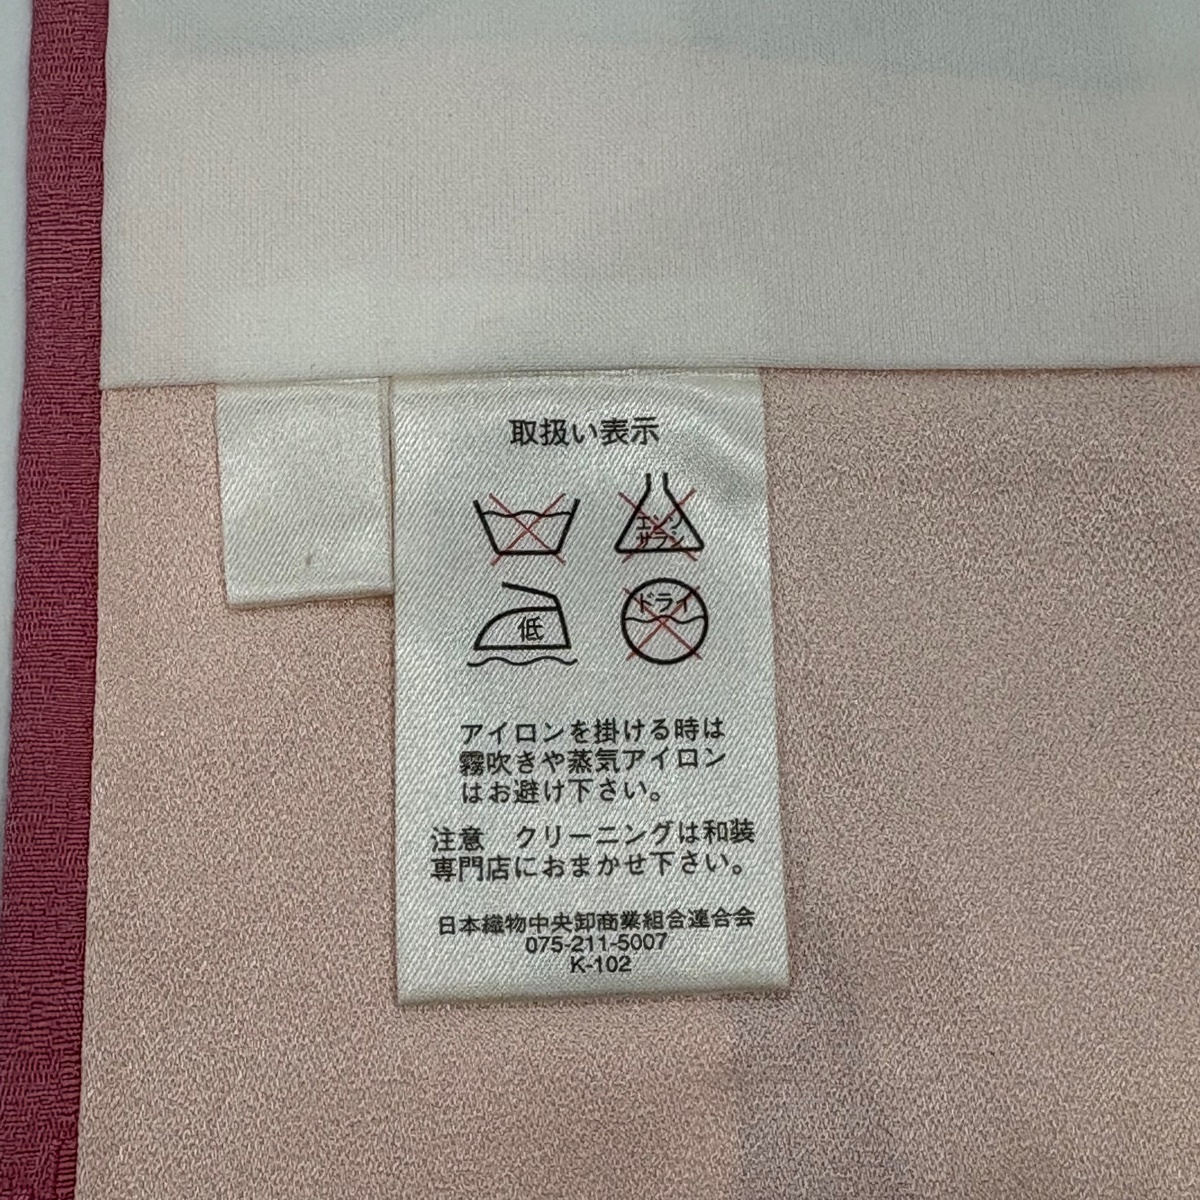 取扱い表示
エンソ
サラシ
低
ドライ
アイロンを掛ける時は
霧吹きや蒸気アイロン
はお避け下さい。
注意　クリーニングは和装
専門店におまかせ下さい。
日本織物中央卸商業組合連合会
075-211-5007
K-102